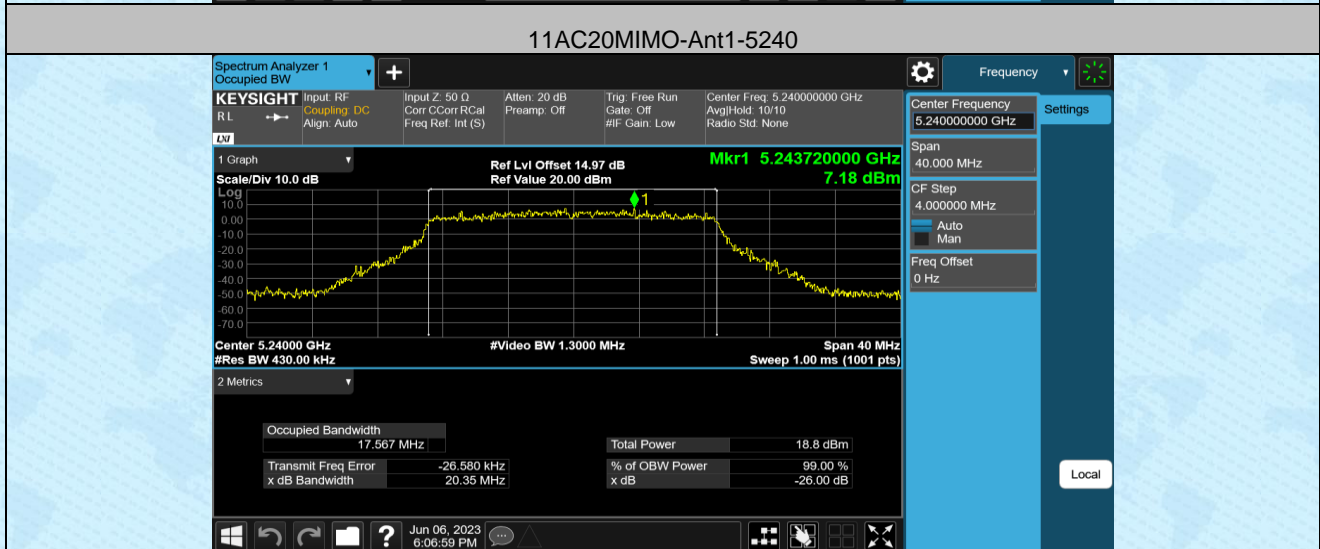 11AC20MIMO-Ant1-5240
Spectrum Analyzer 1
Occupied BW
+
Frequency
KEYSIGHT
R L
LXI
Input: RF
Coupling: DC
Align: Auto
Input Z: 50 Ω
Corr CCorr RCal
Freq Ref: Int (S)
Atten: 20 dB
Preamp: Off
Trig: Free Run
Gate: Off
#IF Gain: Low
Center Freq: 5.240000000 GHz
Avg|Hold: 10/10
Radio Std: None
Center Frequency
5.240000000 GHz
Settings
Span
40.000 MHz
CF Step
4.000000 MHz
Auto
Man
Freq Offset
0 Hz
Local
1 Graph
Scale/Div 10.0 dB
Ref Lvl Offset 14.97 dB
Ref Value 20.00 dBm
Mkr1 5.243720000 GHz
7.18 dBm
Log
1
10.0
0.00
-10.0
-20.0
-30.0
-40.0
-50.0
-60.0
-70.0
Center 5.24000 GHz
#Res BW 430.00 kHz
#Video BW 1.3000 MHz
Span 40 MHz
Sweep 1.00 ms (1001 pts)
2 Metrics
Occupied Bandwidth
17.567 MHz
Total Power 18.8 dBm
Transmit Freq Error -26.580 kHz
% of OBW Power 99.00 %
x dB Bandwidth 20.35 MHz
x dB -26.00 dB
?
Jun 06, 2023
6:06:59 PM